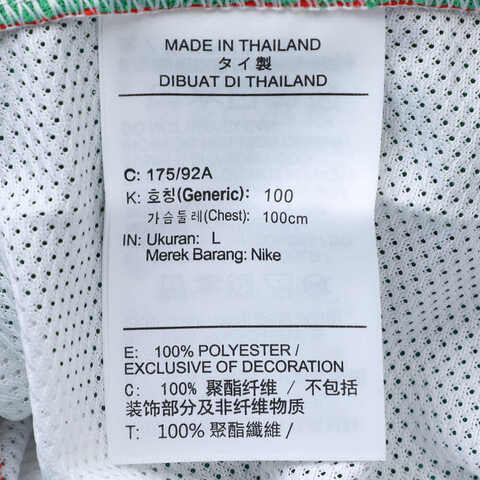 MADE IN THAILAND
タイ製
DIBUAT DI THAILAND
C: 175/92A
K: 호칭(Generic): 100
가슴둘레(Chest): 100cm
IN: Ukuran: L
Merek Barang: Nike
E: 100% POLYESTER /
EXCLUSIVE OF DECORATION
C: 100% 聚酯纤维 / 不包括
装饰部分及非纤维物质
T: 100% 聚酯纖維 /